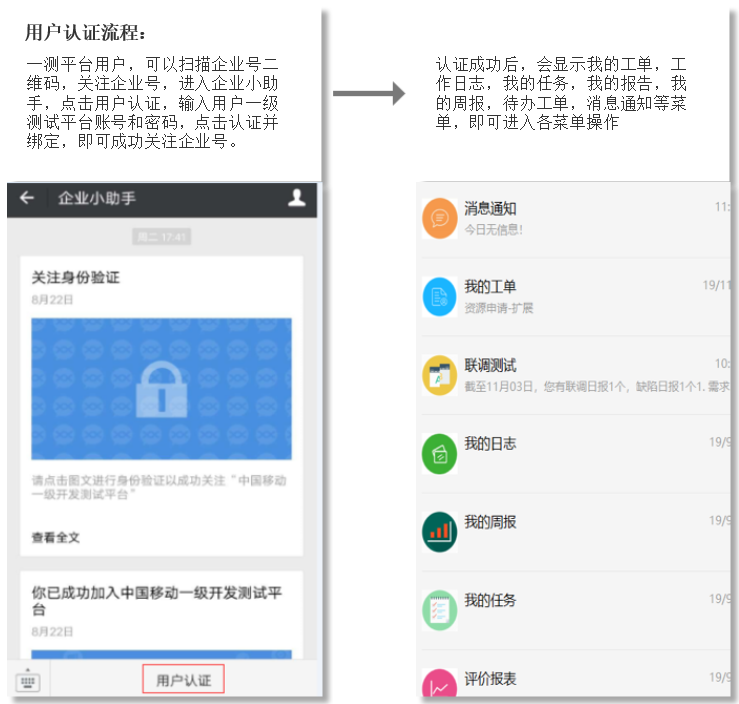 用户认证流程：
一测平台用户，可以扫描企业号二
维码，关注企业号，进入企业小助
手，点击用户认证，输入用户一级
测试平台账号和密码，点击认证并
绑定，即可成功关注企业号。
认证成功后，会显示我的工单，工
作日志，我的任务，我的报告，我
的周报，待办工单，消息通知等菜
单，即可进入各菜单操作
企业小助手
周二 17:41
关注身份验证
8月22日
请点击图文进行身份验证以成功关注“中国移动
一级开发测试平台”
查看全文
你已成功加入中国移动一级开发测试平
台
8月22日
用户认证
消息通知
11:
今日无信息!
我的工单
19/11
资源申请-扩展
联调测试
10:
截至11月03日，您有联调日报1个，缺陷日报1个1. 需求
我的日志
19/9
我的周报
19/9
我的任务
19/9
评价报表
19/9